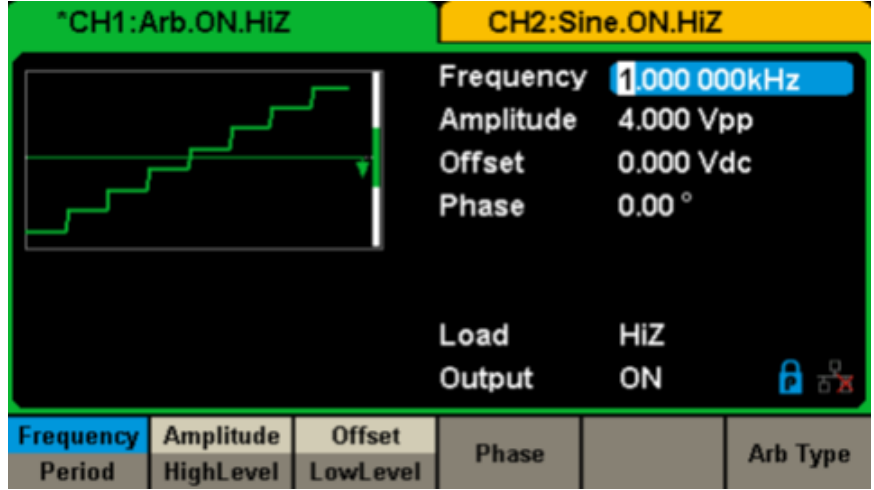 *CH1:Arb.ON.HiZ
CH2:Sine.ON.HiZ
Frequency 1.000 000kHz
Amplitude 4.000 Vpp
Offset 0.000 Vdc
Phase 0.00 °
Load HiZ
Output ON
P
Frequency Amplitude Offset Phase Arb Type
Period HighLevel LowLevel